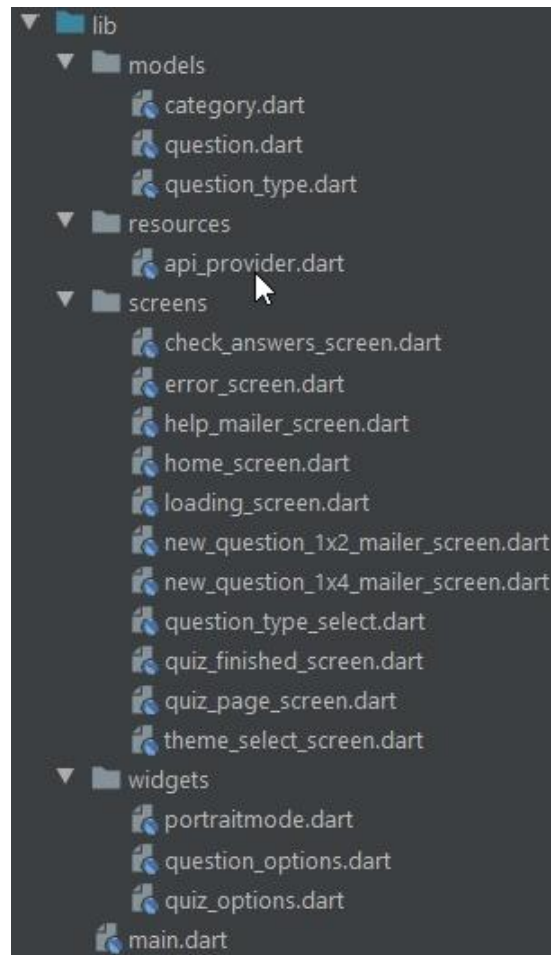 lib
models
category.dart
question.dart
question_type.dart
resources
api_provider.dart
screens
check_answers_screen.dart
error_screen.dart
help_mailer_screen.dart
home_screen.dart
loading_screen.dart
new_question_1x2_mailer_screen.dart
new_question_1x4_mailer_screen.dart
question_type_select.dart
quiz_finished_screen.dart
quiz_page_screen.dart
theme_select_screen.dart
widgets
portraitmode.dart
question_options.dart
quiz_options.dart
main.dart